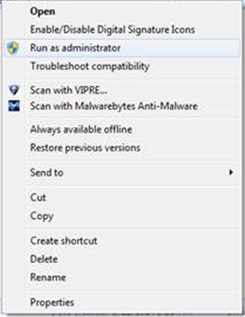 Open
Enable/Disable Digital Signature Icons
Run as administrator
Troubleshoot compatibility
Scan with VIPRE...
Scan with Malwarebytes Anti-Malware
Always available offline
Restore previous versions
Send to
Cut
Copy
Create shortcut
Delete
Rename
Properties